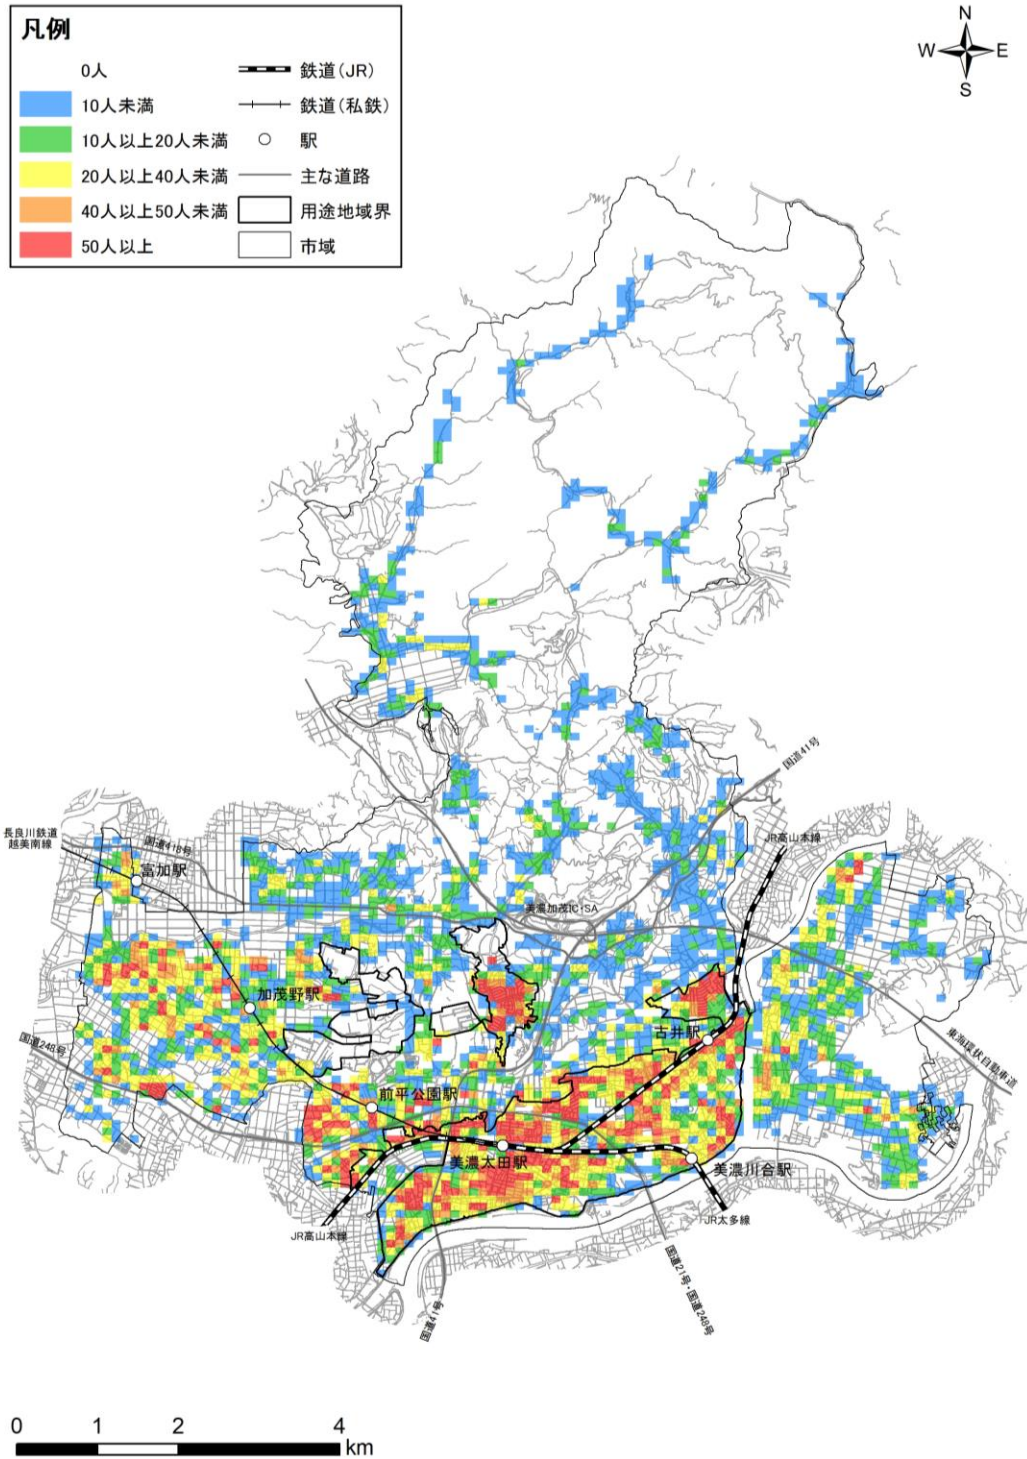 凡例
0人
10人未満
10人以上20人未満
20人以上40人未満
40人以上50人未満
50人以上
鉄道(JR)
鉄道(私鉄)
駅
主な道路
用途地域界
市域
N
W E
S
国道41号
長良川鉄道
越美南線
国道418号
富加駅
JR高山本線
美濃加茂IC・SA
加茂野駅
古井駅
国道248号
東海環状自動車道
前平公園駅
美濃太田駅
美濃川合駅
JR高山本線
JR太多線
国道41号
国道21号・国道248号
0 1 2 4
km